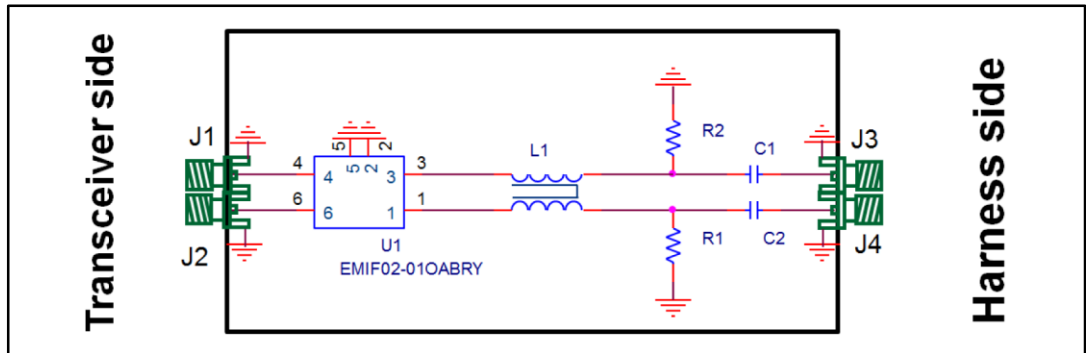 Transceiver side
Harness side
J1
J2
J3
J4
5
2
5
2
4
4
3
3
6
6
1
1
U1
EMIF02-01OABRY
L1
R2
C1
R1
C2